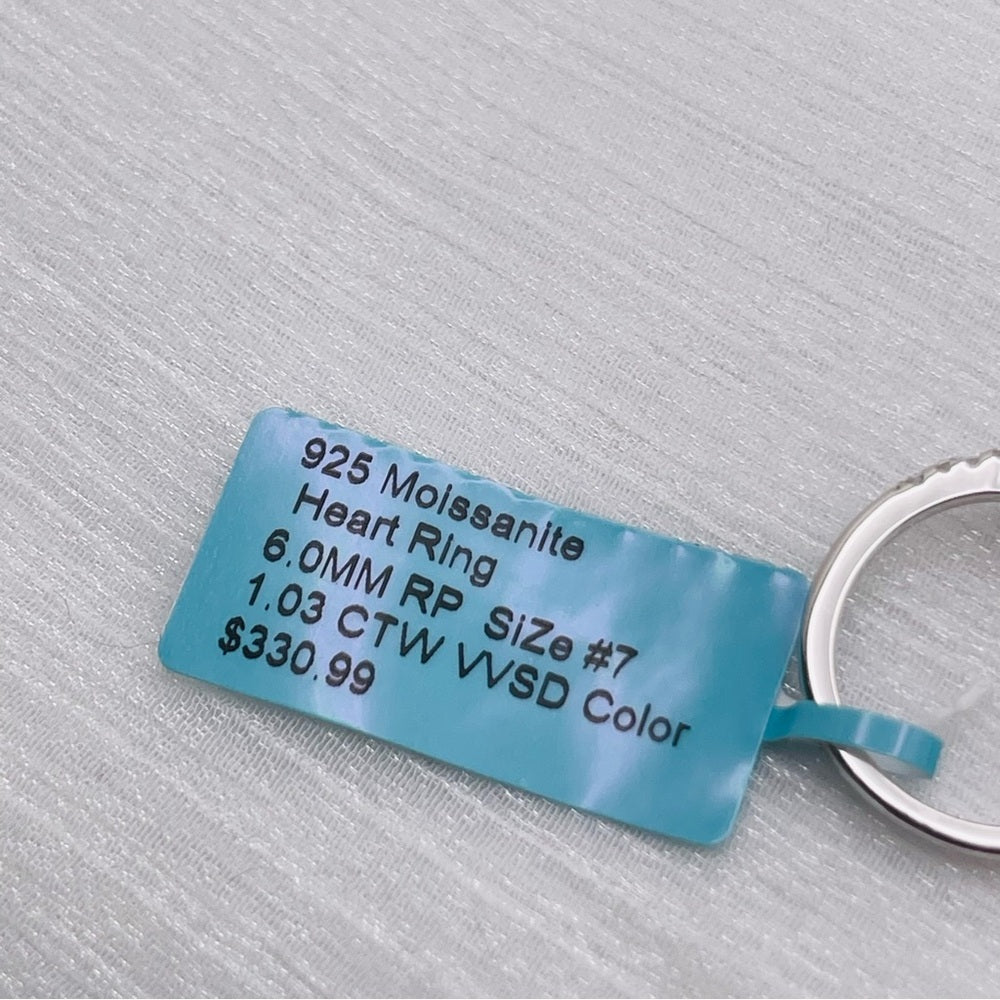 925 Moissanite
Heart Ring
6.0MM RP SiZe #7
1.03 CTW VVSD Color
$330.99